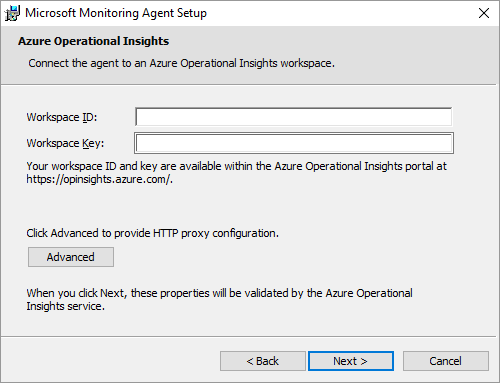 Microsoft Monitoring Agent Setup
Azure Operational Insights
Connect the agent to an Azure Operational Insights workspace.
Workspace ID:
Workspace Key:
Your workspace ID and key are available within the Azure Operational Insights portal at
https://opinsights.azure.com/.
Click Advanced to provide HTTP proxy configuration.
Advanced
When you click Next, these properties will be validated by the Azure Operational
Insights service.
< Back Next > Cancel